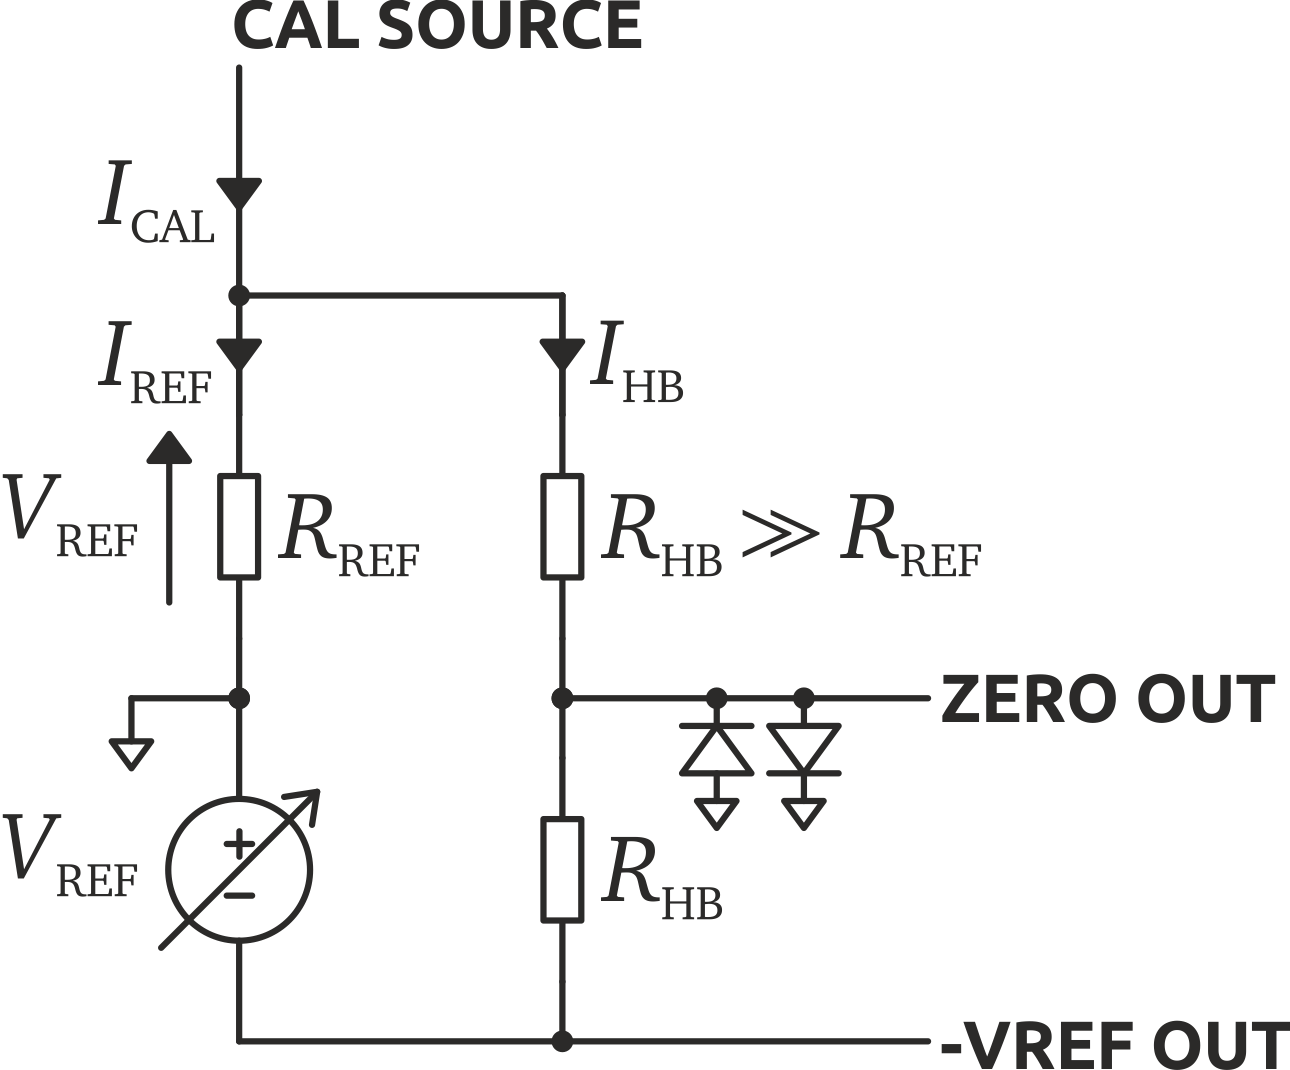 CAL SOURCE
I_CAL
I_REF
I_HB
V_REF
R_REF
R_HB ≫ R_REF
ZERO OUT
V_REF
+
−
R_HB
-VREF OUT